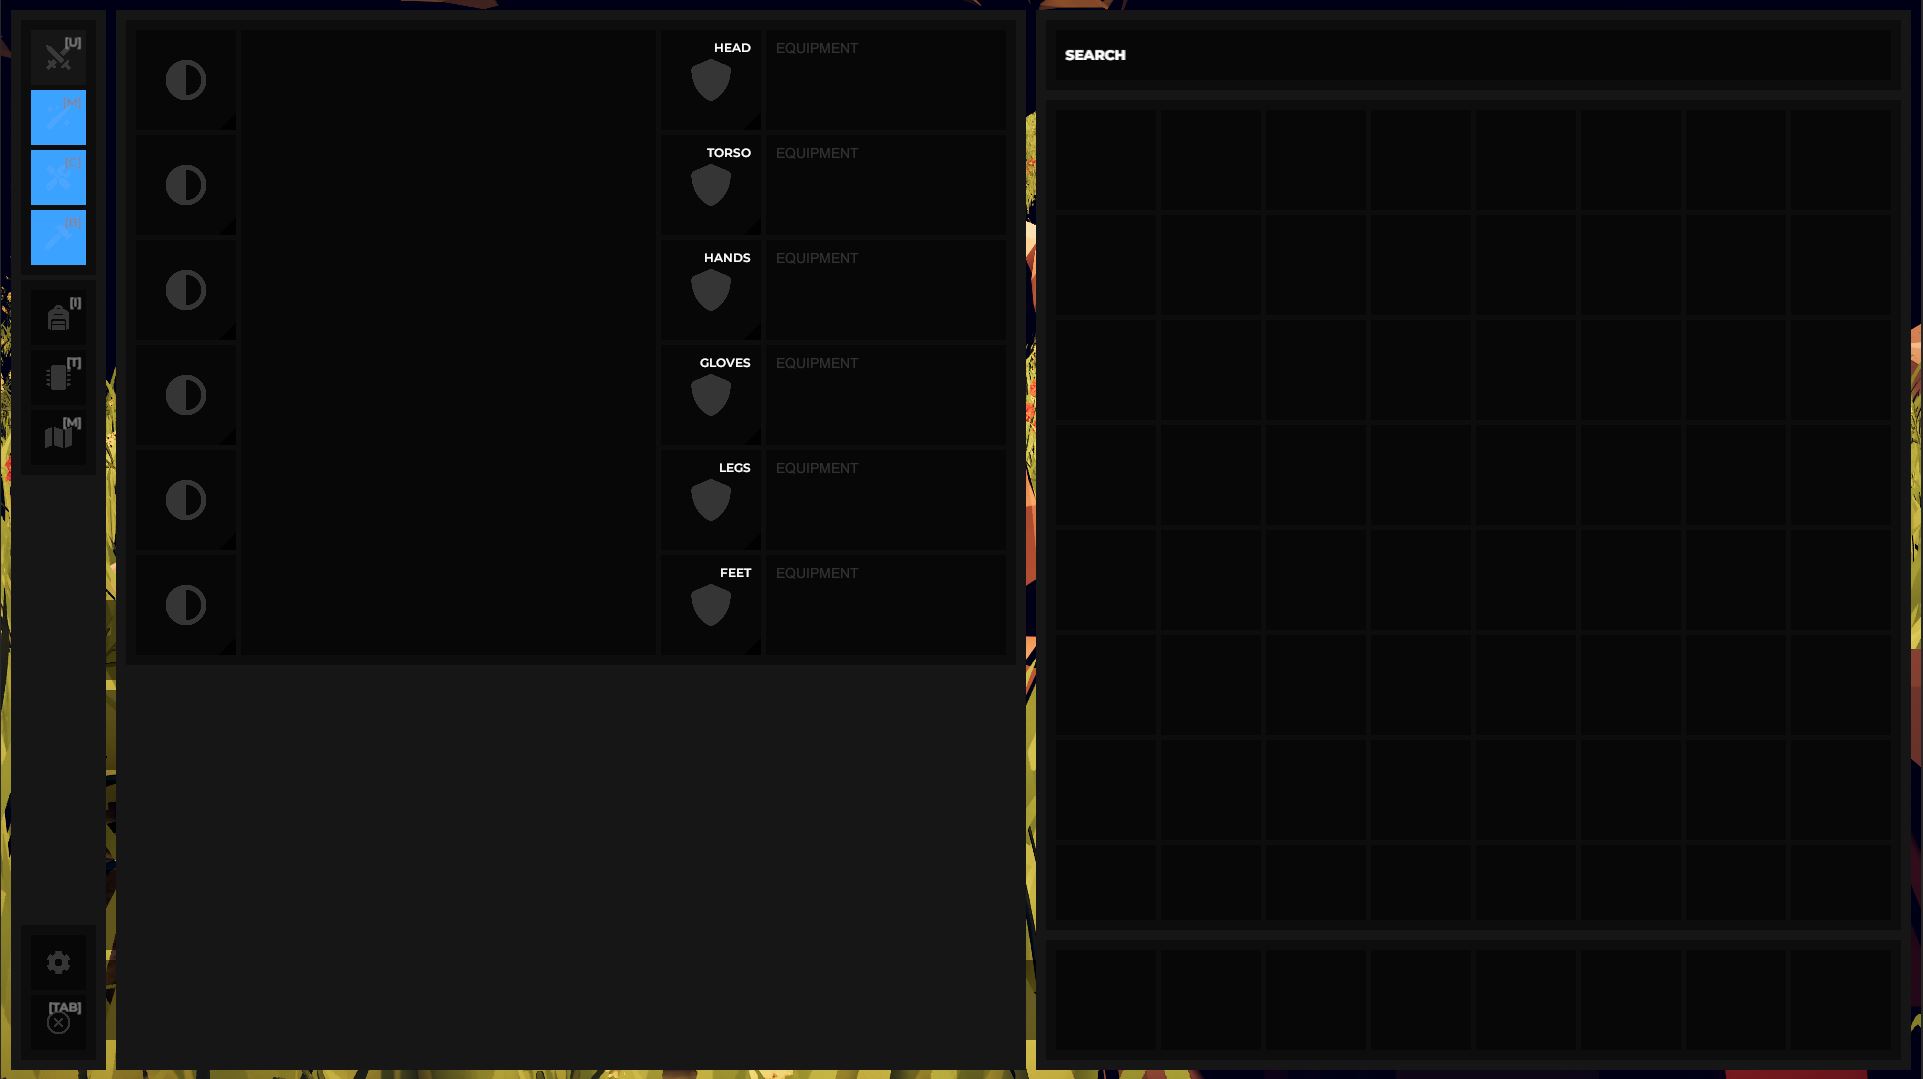 [U]
[M]
[C]
[B]
[I]
[T]
[M]
[TAB]
HEAD
EQUIPMENT
TORSO
EQUIPMENT
HANDS
EQUIPMENT
GLOVES
EQUIPMENT
LEGS
EQUIPMENT
FEET
EQUIPMENT
SEARCH